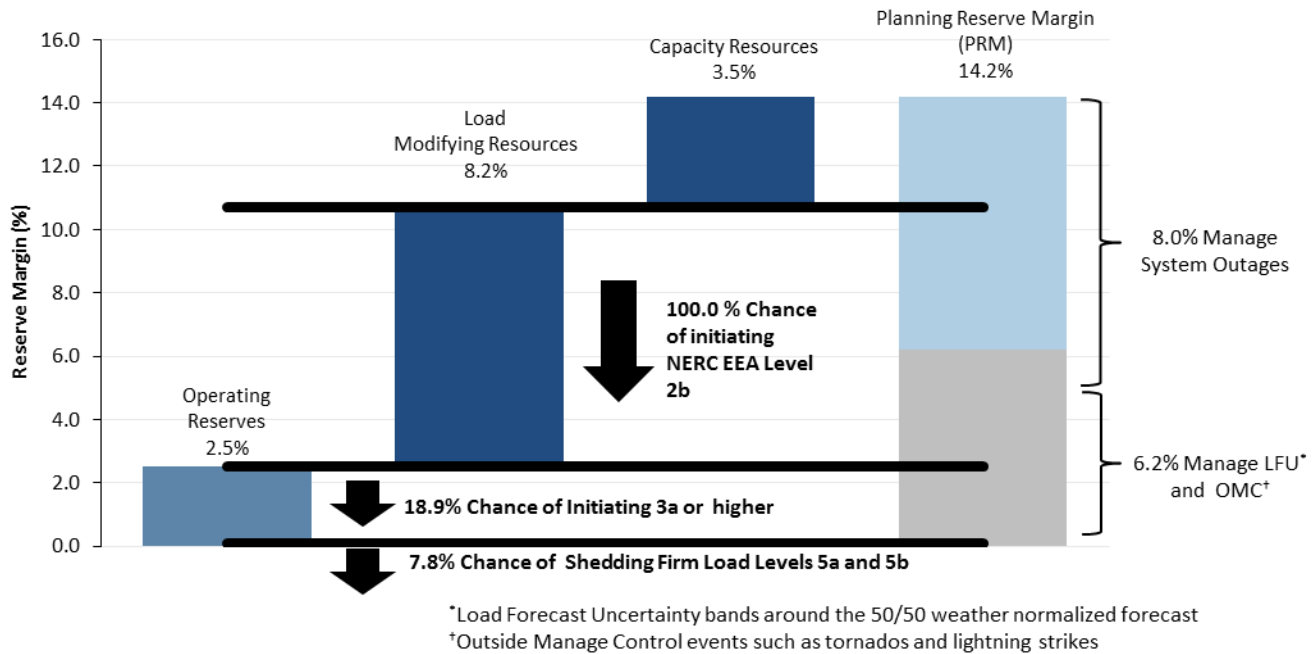 Planning Reserve Margin
(PRM)
14.2%
Capacity Resources
3.5%
Load
Modifying Resources
8.2%
Operating
Reserves
2.5%
Reserve Margin (%)
16.0
14.0
12.0
10.0
8.0
6.0
4.0
2.0
0.0
100.0 % Chance
of initiating
NERC EEA Level
2b
18.9% Chance of Initiating 3a or higher
7.8% Chance of Shedding Firm Load Levels 5a and 5b
8.0% Manage
System Outages
6.2% Manage LFU*
and OMC†
*Load Forecast Uncertainty bands around the 50/50 weather normalized forecast
†Outside Manage Control events such as tornados and lightning strikes